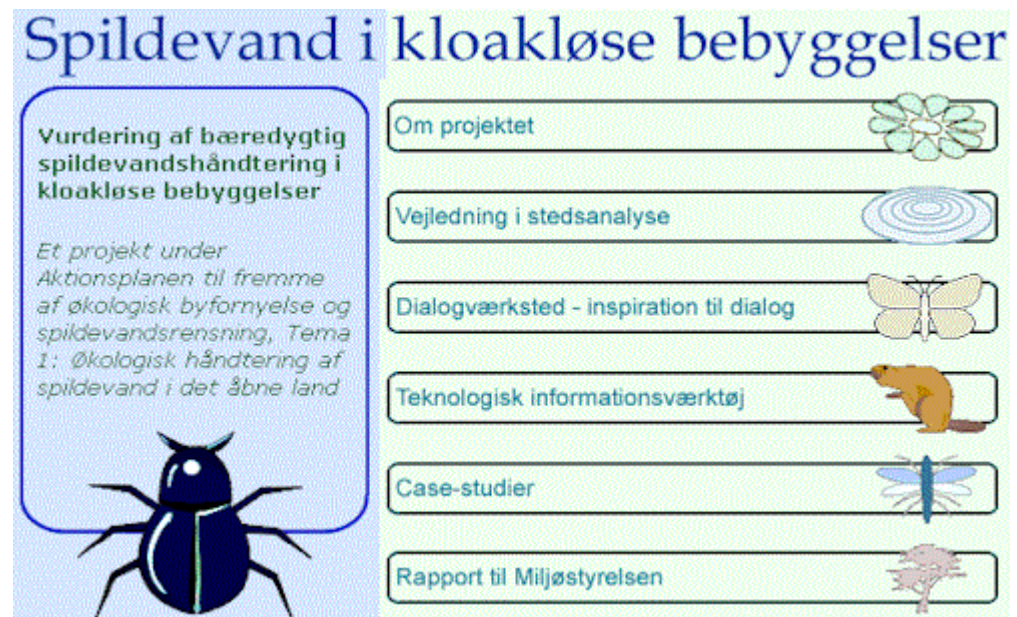 Spildevand i kloakløse bebyggelser
Vurdering af bæredygtig
spildevandshåndtering i
kloakløse bebyggelser
Et projekt under
Aktionsplanen til fremme
af økologisk byfornyelse og
spildevandsrensning, Tema
1: Økologisk håndtering af
spildevand i det åbne land
Om projektet
Vejledning i stedsanalyse
Dialogværksted - inspiration til dialog
Teknologisk informationsværktøj
Case-studier
Rapport til Miljøstyrelsen